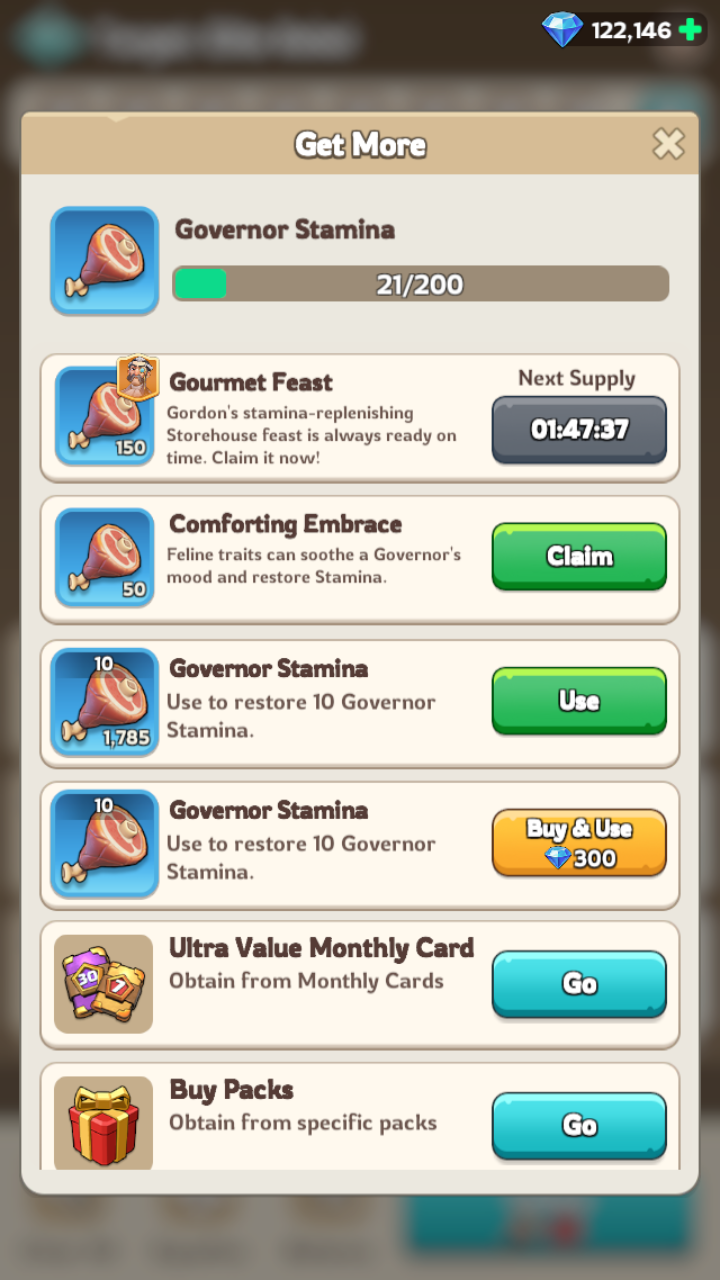 122,146
Get More
Governor Stamina
21/200
Gourmet Feast
Gordon's stamina-replenishing
Storehouse feast is always ready on
time. Claim it now!
150
Next Supply
01:47:37
Comforting Embrace
Feline traits can soothe a Governor's
mood and restore Stamina.
50
Claim
10
1,785
Governor Stamina
Use to restore 10 Governor
Stamina.
Use
10
Governor Stamina
Use to restore 10 Governor
Stamina.
Buy & Use
300
30
7
Ultra Value Monthly Card
Obtain from Monthly Cards
Go
Buy Packs
Obtain from specific packs
Go